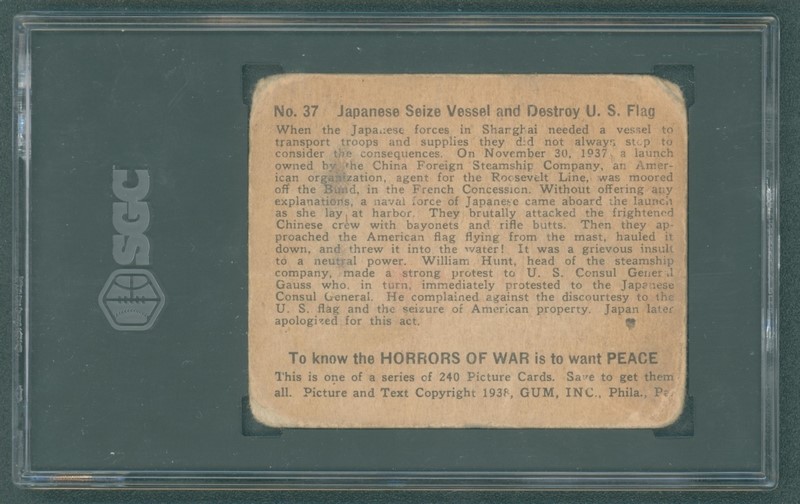 SGC
No. 37 Japanese Seize Vessel and Destroy U. S. Flag
When the Japanese forces in Shanghai needed a vessel to
transport troops and supplies they did not always stop to
consider the consequences. On November 30, 1937, a launch
owned by the China Foreign Steamship Company, an Amer-
ican organization, agent for the Roosevelt Line, was moored
off the Bund, in the French Concession. Without offering any
explanations, a naval force of Japanese came aboard the launch
as she lay at harbor. They brutally attacked the frightened
Chinese crew with bayonets and rifle butts. Then they ap-
proached the American flag flying from the mast, hauled it
down, and threw it into the water! It was a grievous insult
to a neutral power. William Hunt, head of the steamship
company, made a strong protest to U. S. Consul General
Gauss who, in turn, immediately protested to the Japanese
Consul General. He complained against the discourtesy to the
U. S. flag and the seizure of American property. Japan later
apologized for this act.
To know the HORRORS OF WAR is to want PEACE
This is one of a series of 240 Picture Cards. Save to get them
all. Picture and Text Copyright 1938, GUM, INC., Phila., Pa.